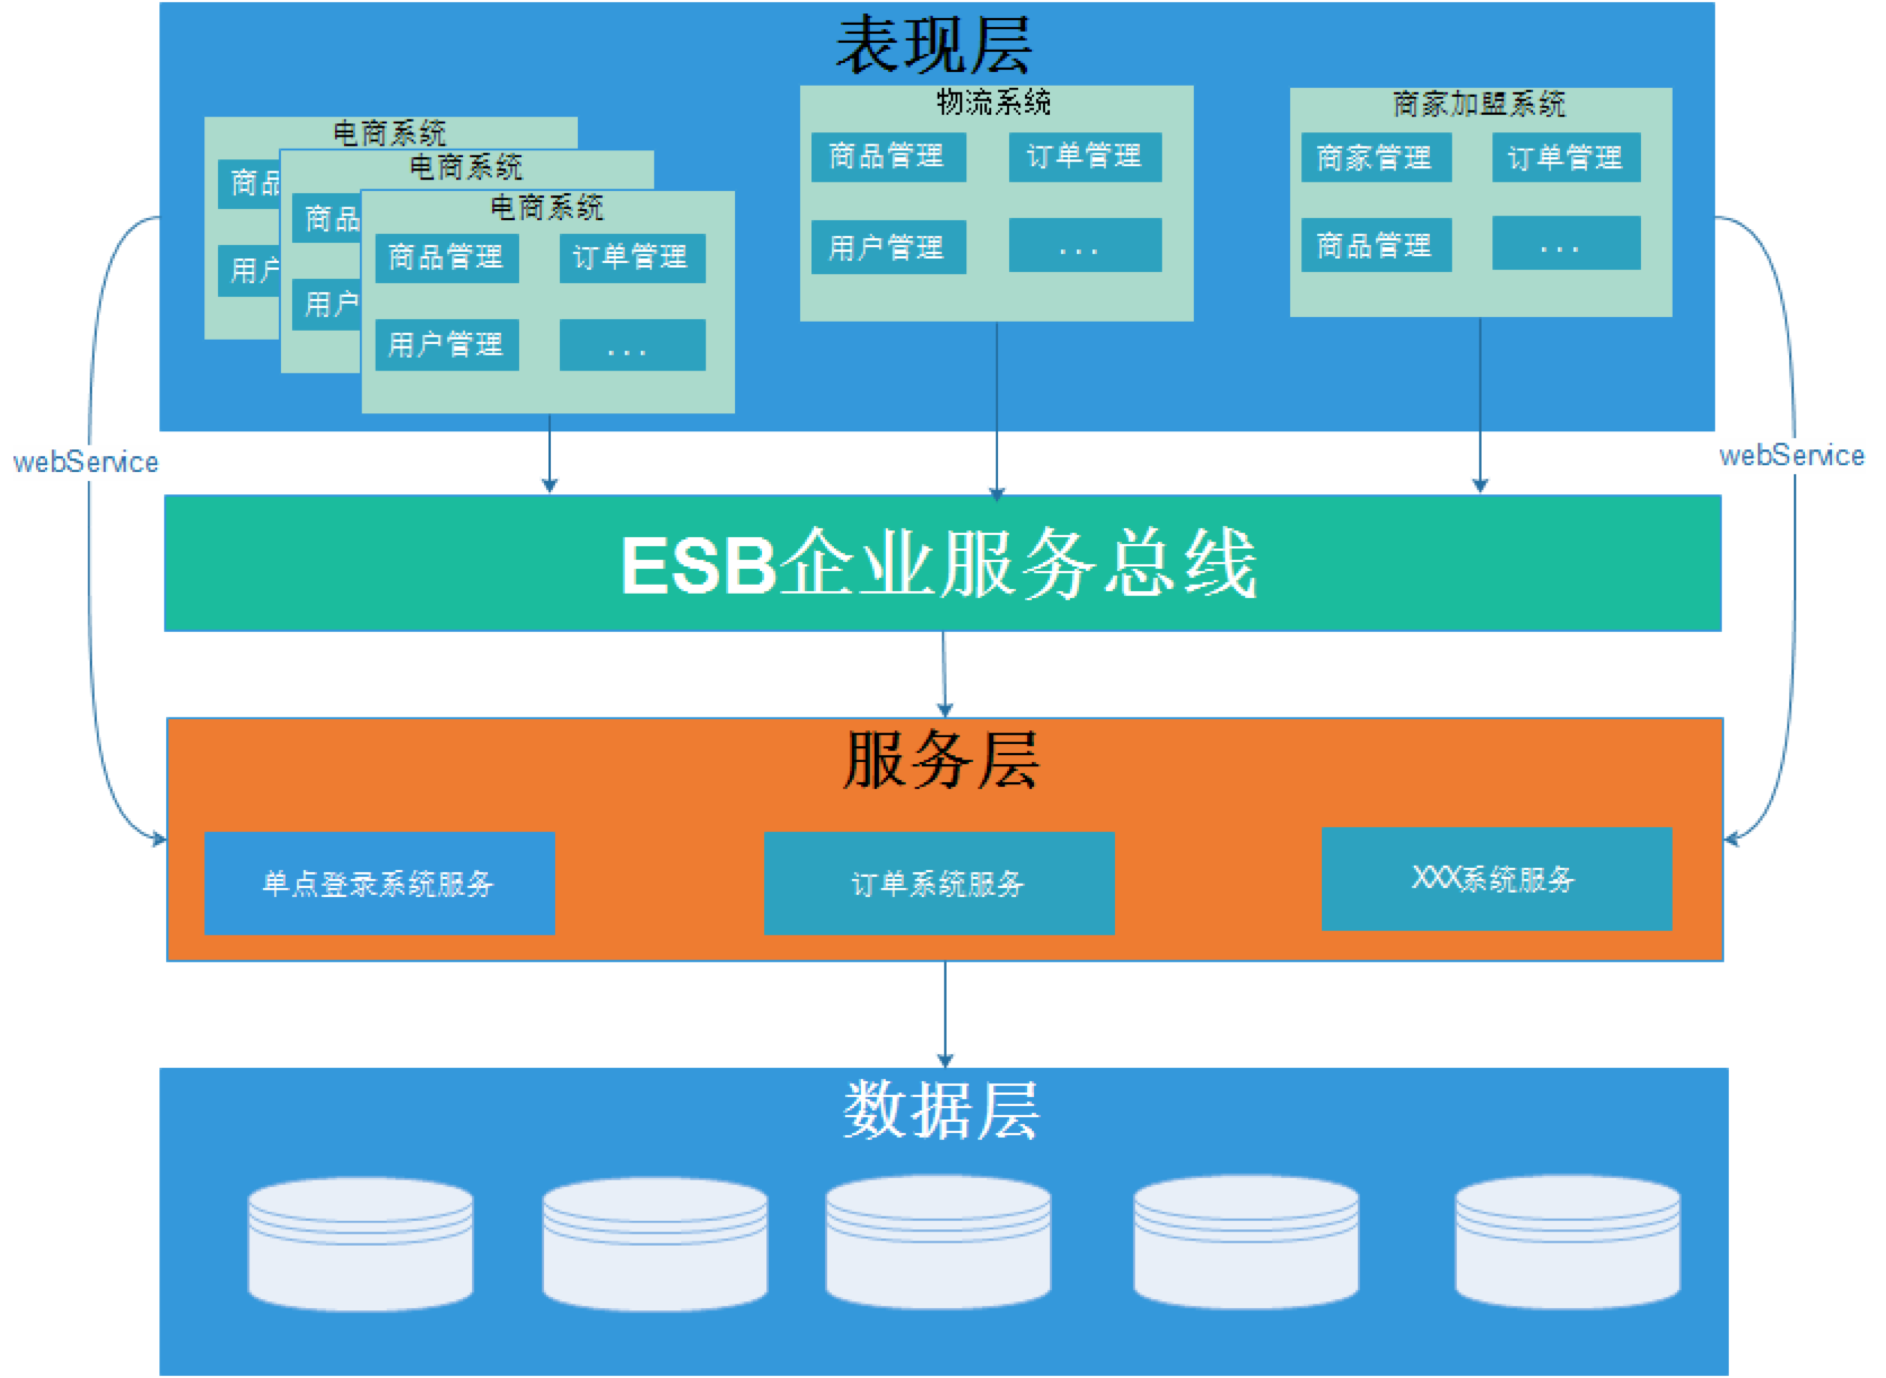 表现层
电商系统
商品
用户
电商系统
商品
用户
电商系统
商品管理 订单管理
用户管理 ...
物流系统
商品管理 订单管理
用户管理 ...
商家加盟系统
商家管理 订单管理
商品管理 ...
webService
webService
ESB企业服务总线
服务层
单点登录系统服务
订单系统服务
XXX系统服务
数据层